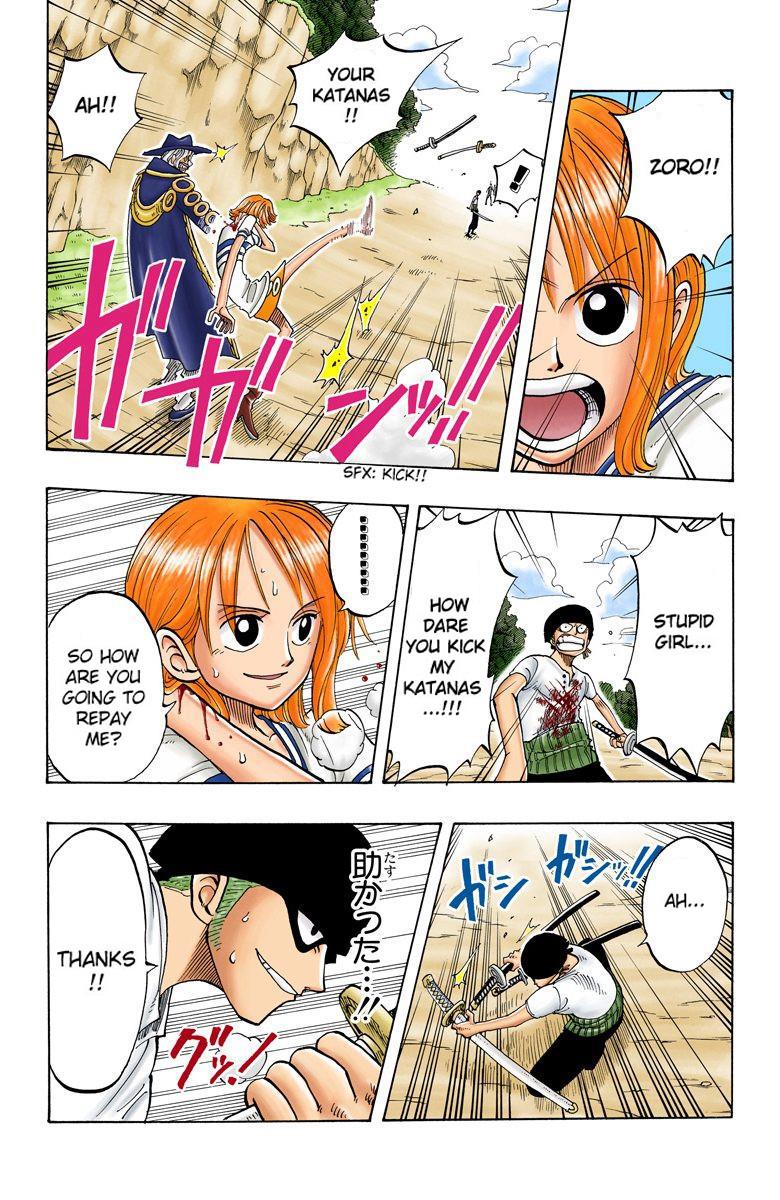 ZORO!!
YOUR
KATANAS
!!
!
AH!!
ガガンッ!!
SFX: KICK!!
STUPID
GIRL...
HOW
DARE
YOU KICK
MY
KATANAS
...!!!
SO HOW
ARE YOU
GOING TO
REPAY
ME?
AH...
ガシッ!!
ガシ
たす
助かった…!!
THANKS
!!
グッ!